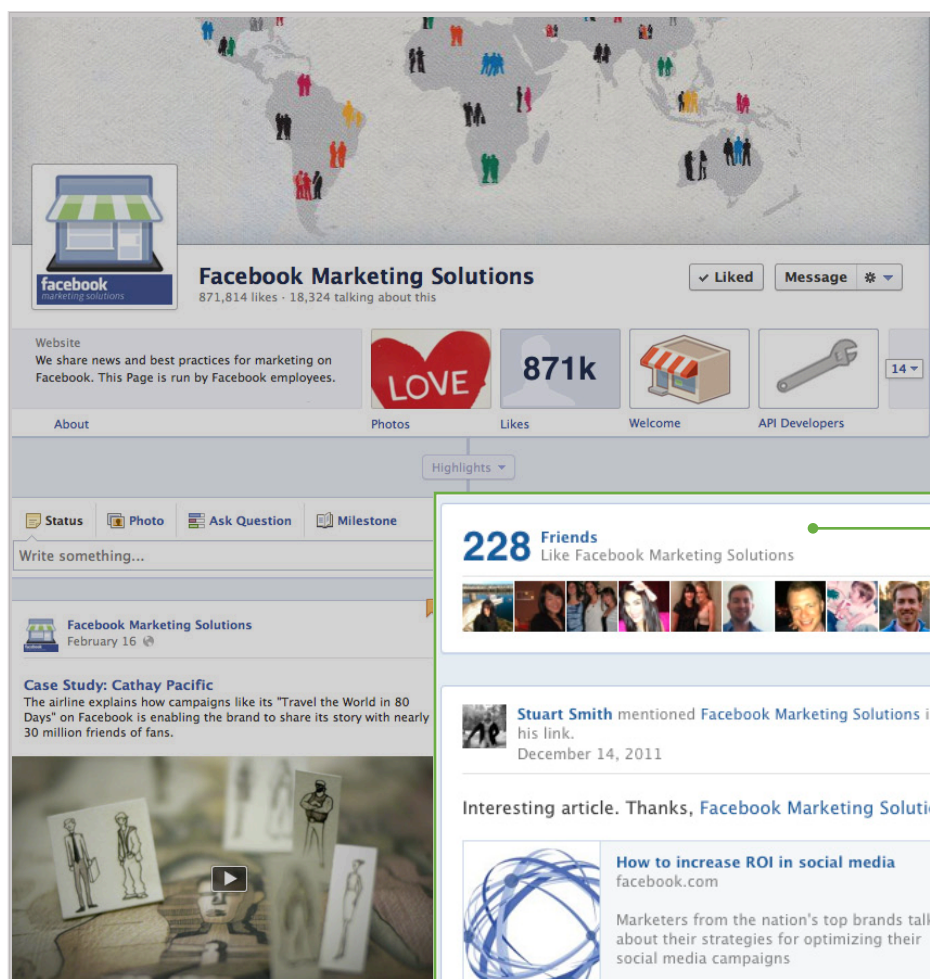 facebook
marketing solutions
Facebook Marketing Solutions
871,814 likes · 18,324 talking about this
Liked
Message
Website
We share news and best practices for marketing on
Facebook. This Page is run by Facebook employees.
About
LOVE
Photos
871k
Likes
Welcome
API Developers
14
Highlights
Status
Photo
Ask Question
Milestone
Write something...
Facebook Marketing Solutions
February 16
Case Study: Cathay Pacific
The airline explains how campaigns like its "Travel the World in 80
Days" on Facebook is enabling the brand to share its story with nearly
30 million friends of fans.
228 Friends
Like Facebook Marketing Solutions
Stuart Smith mentioned Facebook Marketing Solutions i
his link.
December 14, 2011
Interesting article. Thanks, Facebook Marketing Soluti
How to increase ROI in social media
facebook.com
Marketers from the nation's top brands talk
about their strategies for optimizing their
social media campaigns